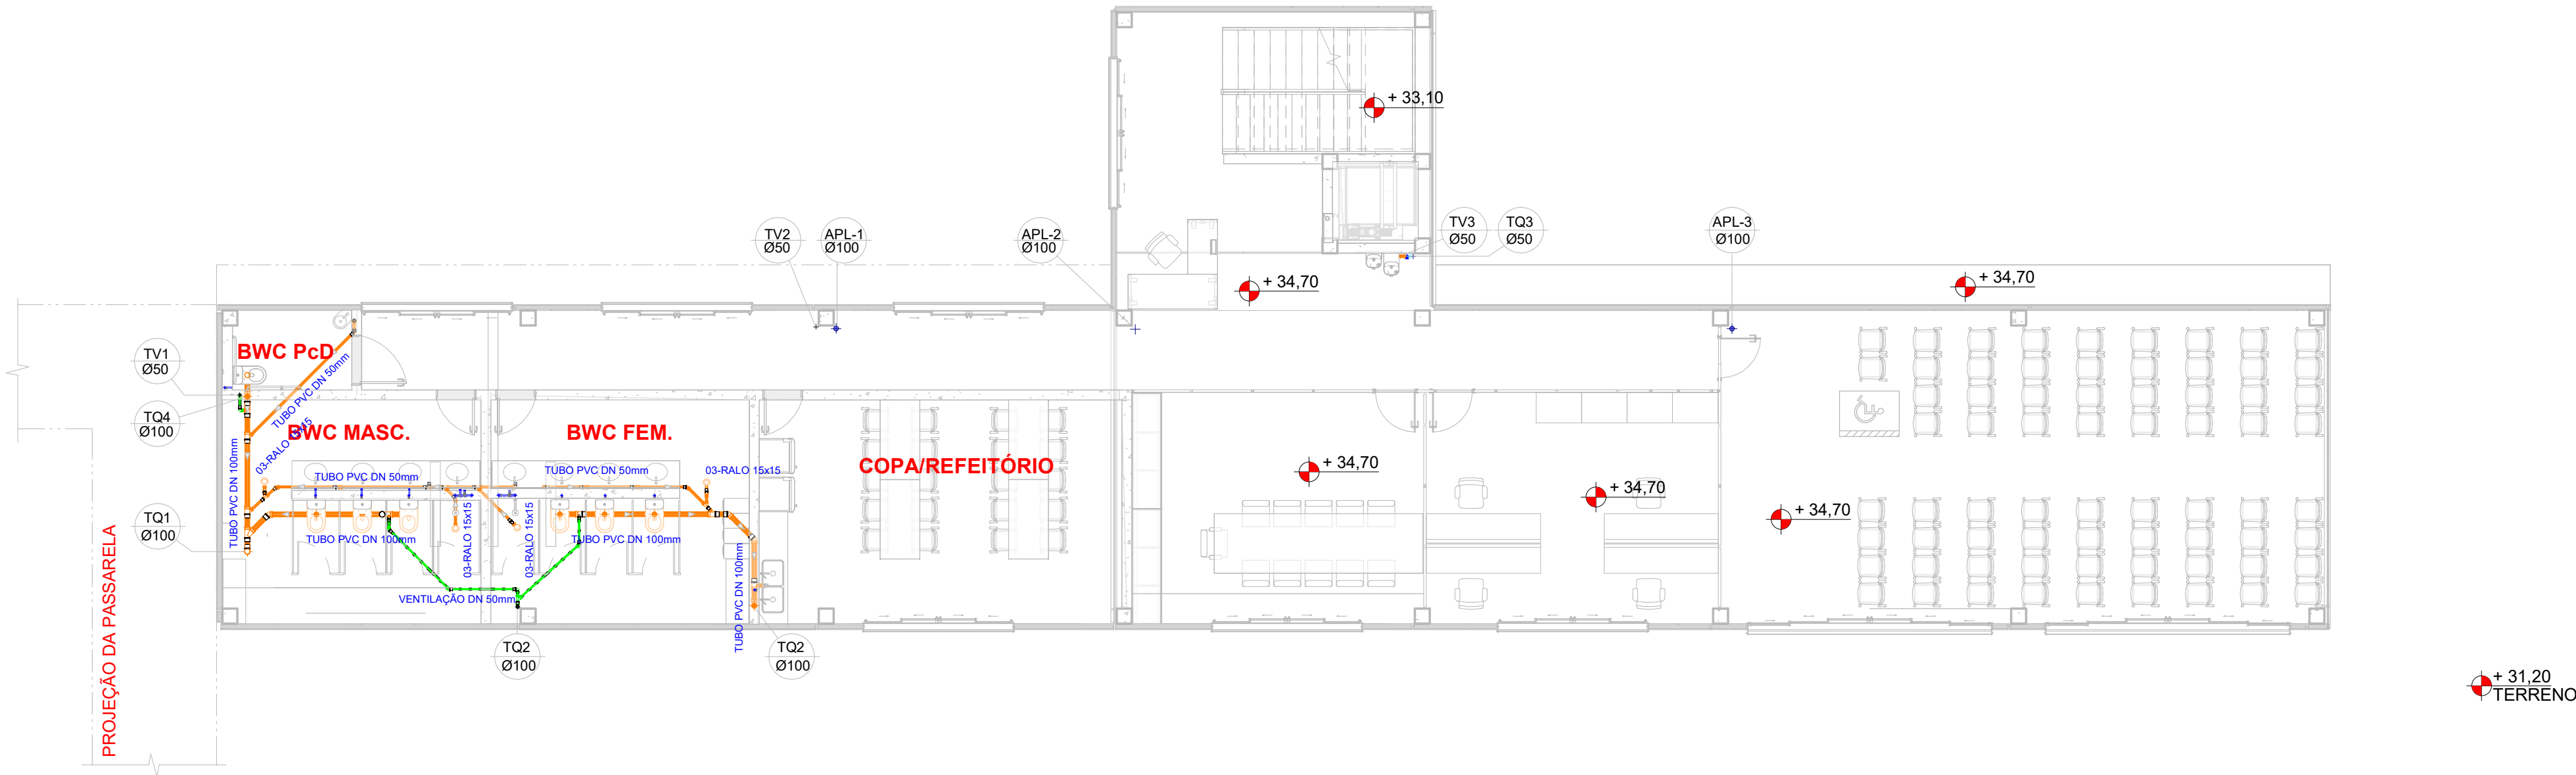 + 33,10
TV2
Ø50
APL-1
Ø100
APL-2
Ø100
TV3
Ø50
TQ3
Ø50
APL-3
Ø100
+ 34,70
+ 34,70
BWC PcD
TV1
Ø50
TUBO PVC DN 50mm
TQ4
Ø100
BWC MASC.
BWC FEM.
03-RALO 15x15
COPA/REFEITÓRIO
+ 34,70
TUBO PVC DN 50mm
TUBO PVC DN 50mm
03-RALO 15x15
TUBO PVC DN 100mm
+ 34,70
+ 34,70
TQ1
Ø100
TUBO PVC DN 100mm
03-RALO 15x15
03-RALO 15x15
TUBO PVC DN 100mm
TUBO PVC DN 100mm
VENTILAÇÃO DN 50mm
PROJEÇÃO DA PASSARELA
TQ2
Ø100
TQ2
Ø100
+ 31,20
TERRENO